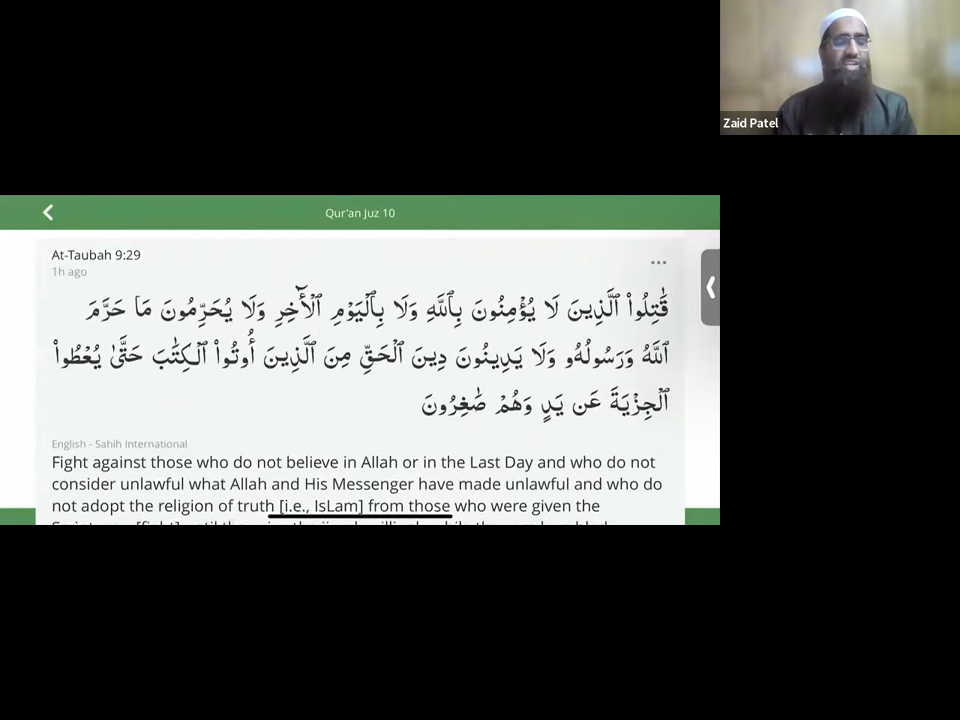 Zaid Patel
Qur'an Juz 10
At-Taubah 9:29
1h ago
قَٰتِلُوا۟ ٱلَّذِينَ لَا يُؤْمِنُونَ بِٱللَّهِ وَلَا بِٱلْيَوْمِ ٱلْـَٔاخِرِ وَلَا يُحَرِّمُونَ مَا حَرَّمَ
ٱللَّهُ وَرَسُولُهُۥ وَلَا يَدِينُونَ دِينَ ٱلْحَقِّ مِنَ ٱلَّذِينَ أُوتُوا۟ ٱلْكِتَٰبَ حَتَّىٰ يُعْطُوا۟
ٱلْجِزْيَةَ عَن يَدٍ وَهُمْ صَٰغِرُونَ
English - Sahih International
Fight against those who do not believe in Allah or in the Last Day and who do not
consider unlawful what Allah and His Messenger have made unlawful and who do
not adopt the religion of truth [i.e., IsLam] from those who were given the